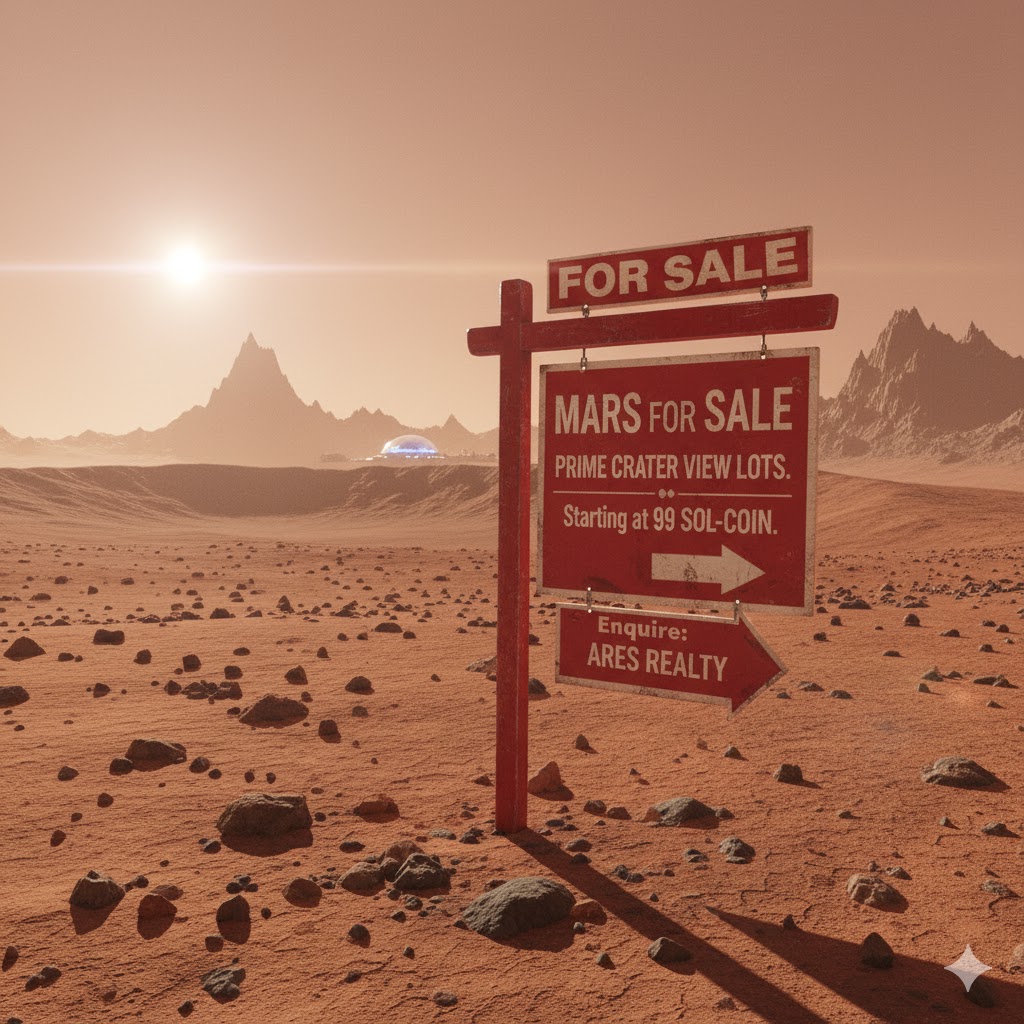 FOR SALE
MARS FOR SALE
PRIME CRATER VIEW LOTS.
Starting at 99 SOL-COIN.
Enquire:
ARES REALTY